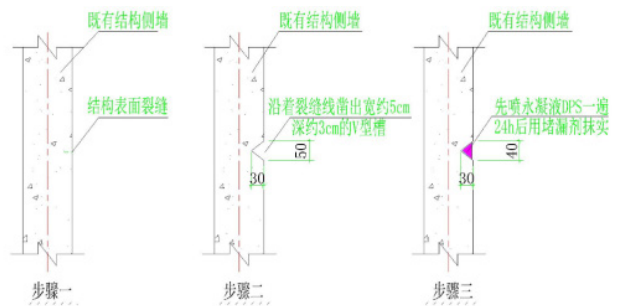 既有结构侧墙
既有结构侧墙
既有结构侧墙
结构表面裂缝
沿着裂缝线凿出宽约5cm
深约3cm的V型槽
先喷水凝液DPS一遍
24h后用堵漏剂抹实
50
30
40
30
步骤一
步骤二
步骤三